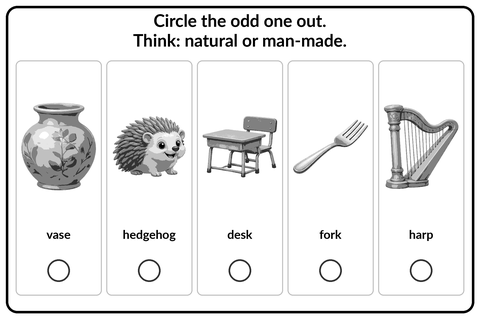 Circle the odd one out.
Think: natural or man-made.
vase
hedgehog
desk
fork
harp